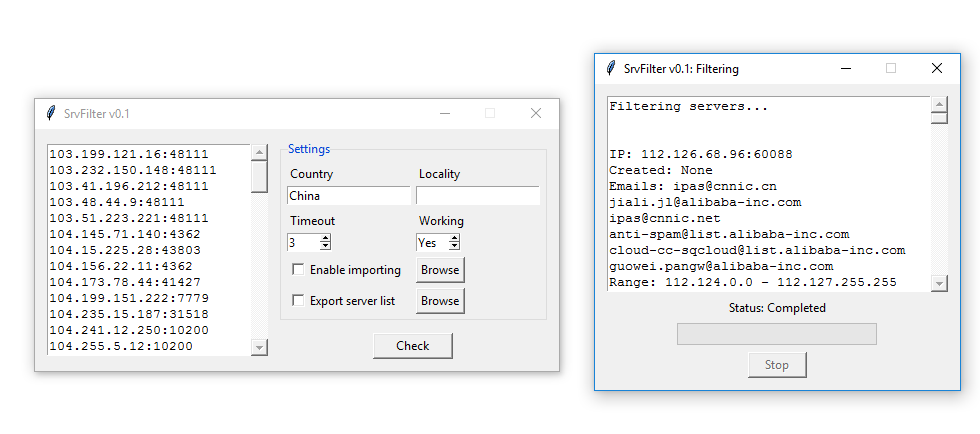 SrvFilter v0.1
103.199.121.16:48111
103.232.150.148:48111
103.41.196.212:48111
103.48.44.9:48111
103.51.223.221:48111
104.145.71.140:4362
104.15.225.28:43803
104.156.22.11:4362
104.173.78.44:41427
104.199.151.222:7779
104.235.15.187:31518
104.241.12.250:10200
104.255.5.12:10200
Settings
Country Locality
China
Timeout Working
3 Yes
Enable importing Browse
Export server list Browse
Check
SrvFilter v0.1: Filtering
Filtering servers...
IP: 112.126.68.96:60088
Created: None
Emails: ipas@cnnic.cn
jiali.jl@alibaba-inc.com
ipas@cnnic.net
anti-spam@list.alibaba-inc.com
cloud-cc-sqcloud@list.alibaba-inc.com
guowei.pangw@alibaba-inc.com
Range: 112.124.0.0 - 112.127.255.255
Status: Completed
Stop